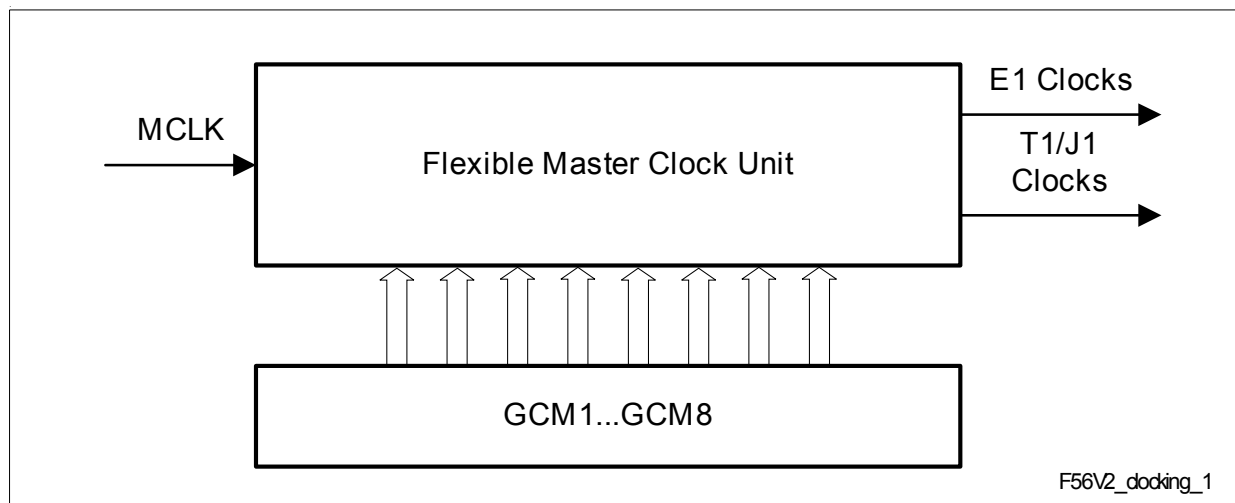 E1 Clocks
MCLK
T1/J1
Clocks
Flexible Master Clock Unit
GCM1...GCM8
F56V2_docking_1